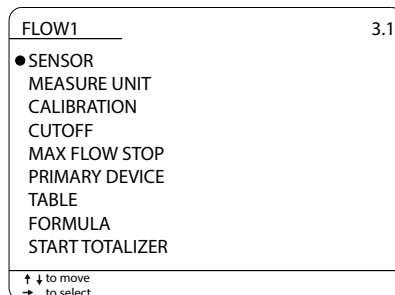 FLOW1 3.1
SENSOR
MEASURE UNIT
CALIBRATION
CUTOFF
MAX FLOW STOP
PRIMARY DEVICE
TABLE
FORMULA
START TOTALIZER
↑ ↓ to move
→ to select